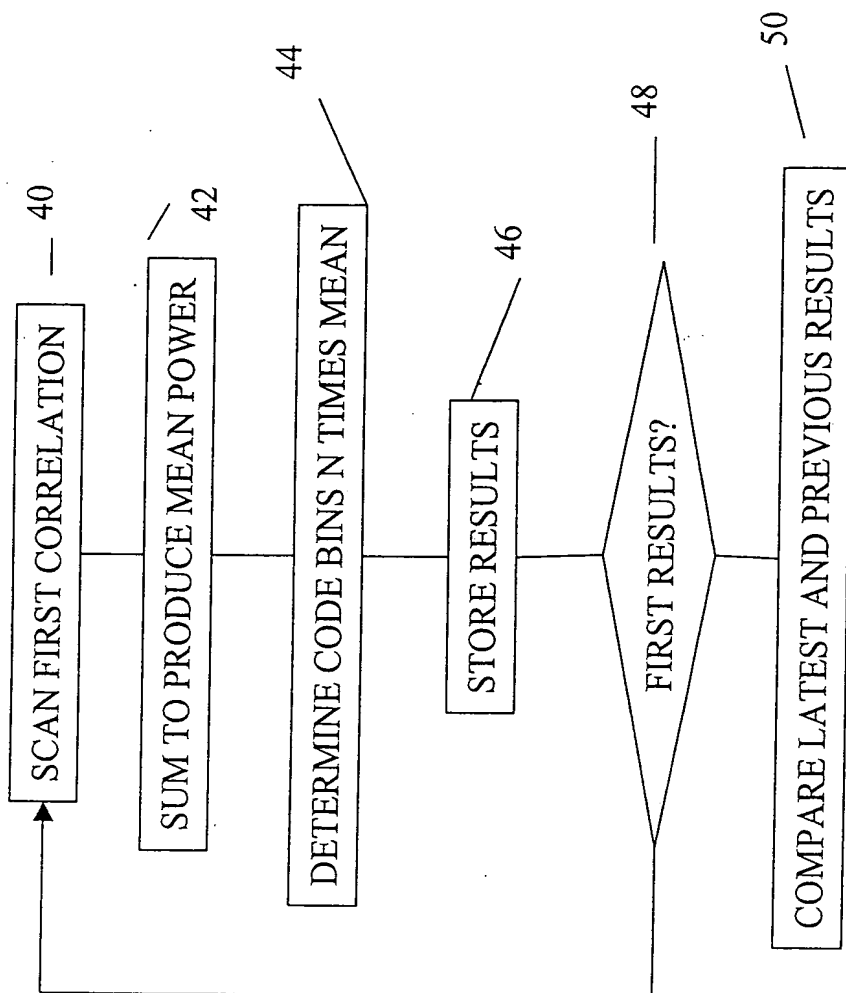 SCAN FIRST CORRELATION
40
SUM TO PRODUCE MEAN POWER
42
DETERMINE CODE BINS N TIMES MEAN
44
STORE RESULTS
46
FIRST RESULTS?
48
COMPARE LATEST AND PREVIOUS RESULTS
50